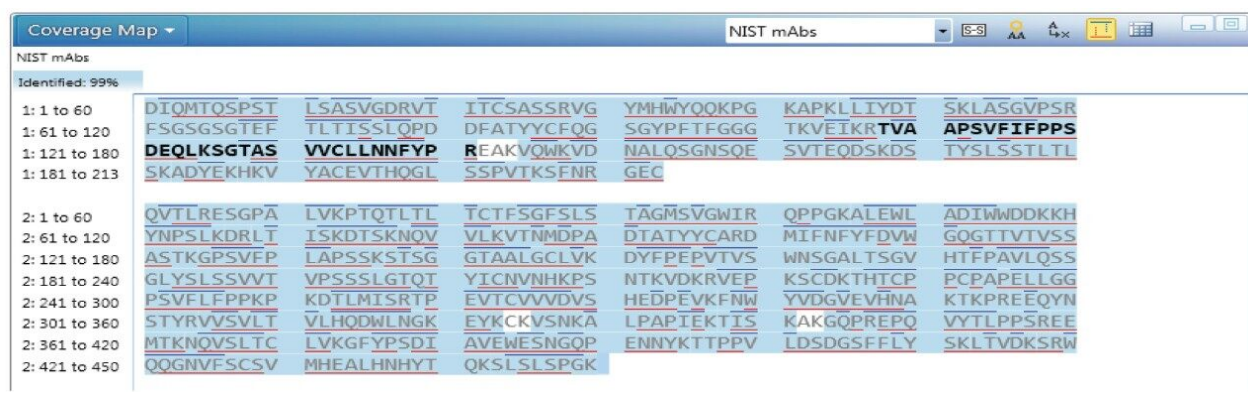 Coverage Map NIST mAbs S-S AA A x
NIST mAbs
Identified: 99%
1: 1 to 60 DIQMTQSPST LSASVGDRVT ITCSASSRVG YMHWYQQKPG KAPKLLIYDT SKLASGVPSR
1: 61 to 120 FSGSGSGTEF TLTISSLQPD DFATYYCFQG SGYPFTFGGG TKVEIKRTVA APSVFIFPPS
1: 121 to 180 DEQLKSGTAS VVCLLNNFYP REAKVQWKVD NALQSGNSQE SVTEQDSKDS TYSLSSTLTL
1: 181 to 213 SKADYEKHKV YACEVTHQGL SSPVTKSFNR GEC
2: 1 to 60 QVTLRESGPA LVKPTQTLTL TCTFSGFSLS TAGMSVGWIR QPPGKALEWL ADIWWDDKKH
2: 61 to 120 YNPSLKDRLT ISKDTSKNQV VLKVTNMDPA DTATYYCARD MIFNFYFDVW GQGTTVTVSS
2: 121 to 180 ASTKGPSVFP LAPSSKSTSG GTAALGCLVK DYFPEPVTVS WNSGALTSGV HTFPAVLQSS
2: 181 to 240 GLYSLSSVVT VPSSSLGTQT YICNVNHKPS NTKVDKRVEP KSCDKTHTCP PCPAPELLGG
2: 241 to 300 PSVFLFPPKP KDTLMISRTP EVTCVVVDVS HEDPEVKFNW YVDGVEVHNA KTKPREEQYN
2: 301 to 360 STYRVVSVLT VLHQDWLNGK EYKCKVSNKA LPAPIEKTIS KAKGQPREPQ VYTLPPSREE
2: 361 to 420 MTKNQVSLTC LVKGFYPSDI AVEWESNGQP ENNYKTTPPV LDSDGSFFLY SKLTVDKSRW
2: 421 to 450 QQGNVFSCSV MHEALHNHYT QKSLSLSPGK